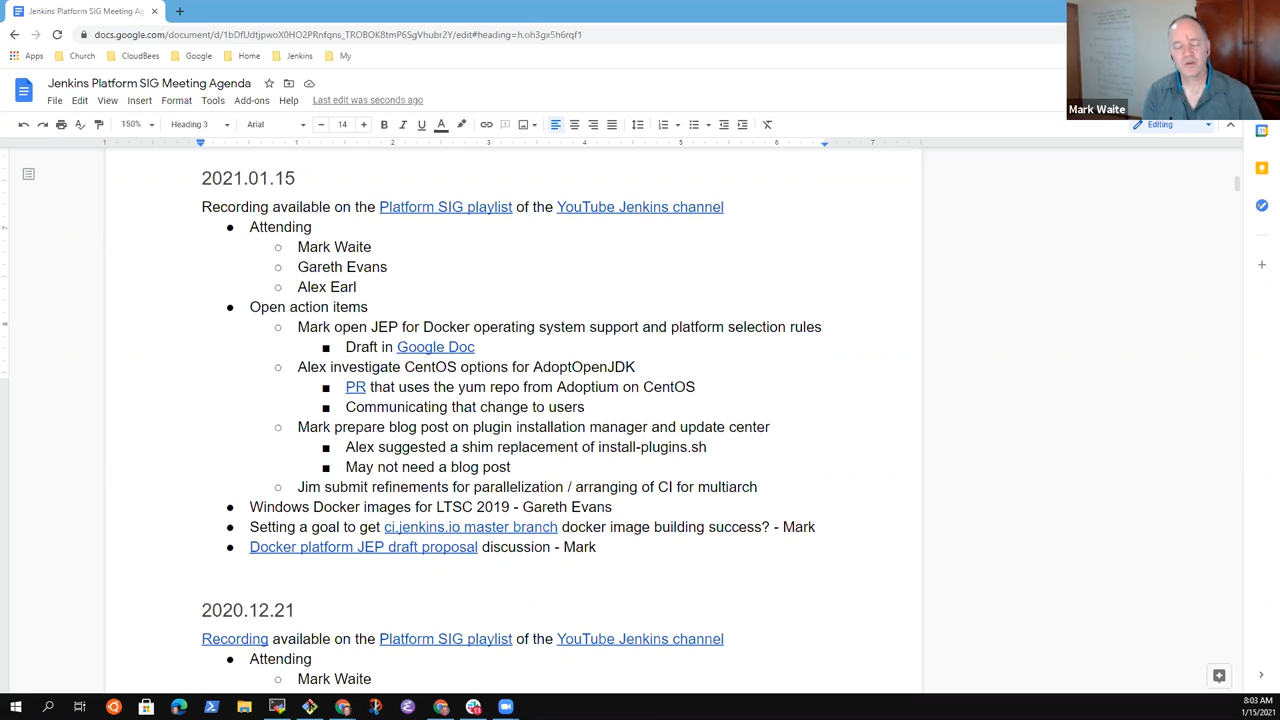 Jenkins Platform SIG Meeting Agenda
docs.google.com/document/d/1bDfUdtjpwoX0HO2PRnfqns_TROBOK8tmP6SgVhubr2Y/edit#heading=h.oh3gx5h6rqf1
Apps Church CloudBees Google Home Jenkins My
Jenkins Platform SIG Meeting Agenda
File Edit View Insert Format Tools Add-ons Help Last edit was seconds ago
Mark Waite
150% Heading 3 Arial 14 B I U A Editing
1 1 2 3 4 5 6 7
2021.01.15
Recording available on the Platform SIG playlist of the YouTube Jenkins channel
● Attending
○ Mark Waite
○ Gareth Evans
○ Alex Earl
● Open action items
○ Mark open JEP for Docker operating system support and platform selection rules
■ Draft in Google Doc
○ Alex investigate CentOS options for AdoptOpenJDK
■ PR that uses the yum repo from Adoptium on CentOS
■ Communicating that change to users
○ Mark prepare blog post on plugin installation manager and update center
■ Alex suggested a shim replacement of install-plugins.sh
■ May not need a blog post
○ Jim submit refinements for parallelization / arranging of CI for multiarch
● Windows Docker images for LTSC 2019 - Gareth Evans
● Setting a goal to get ci.jenkins.io master branch docker image building success? - Mark
● Docker platform JEP draft proposal discussion - Mark
2020.12.21
Recording available on the Platform SIG playlist of the YouTube Jenkins channel
● Attending
○ Mark Waite
8:03 AM
1/15/2021